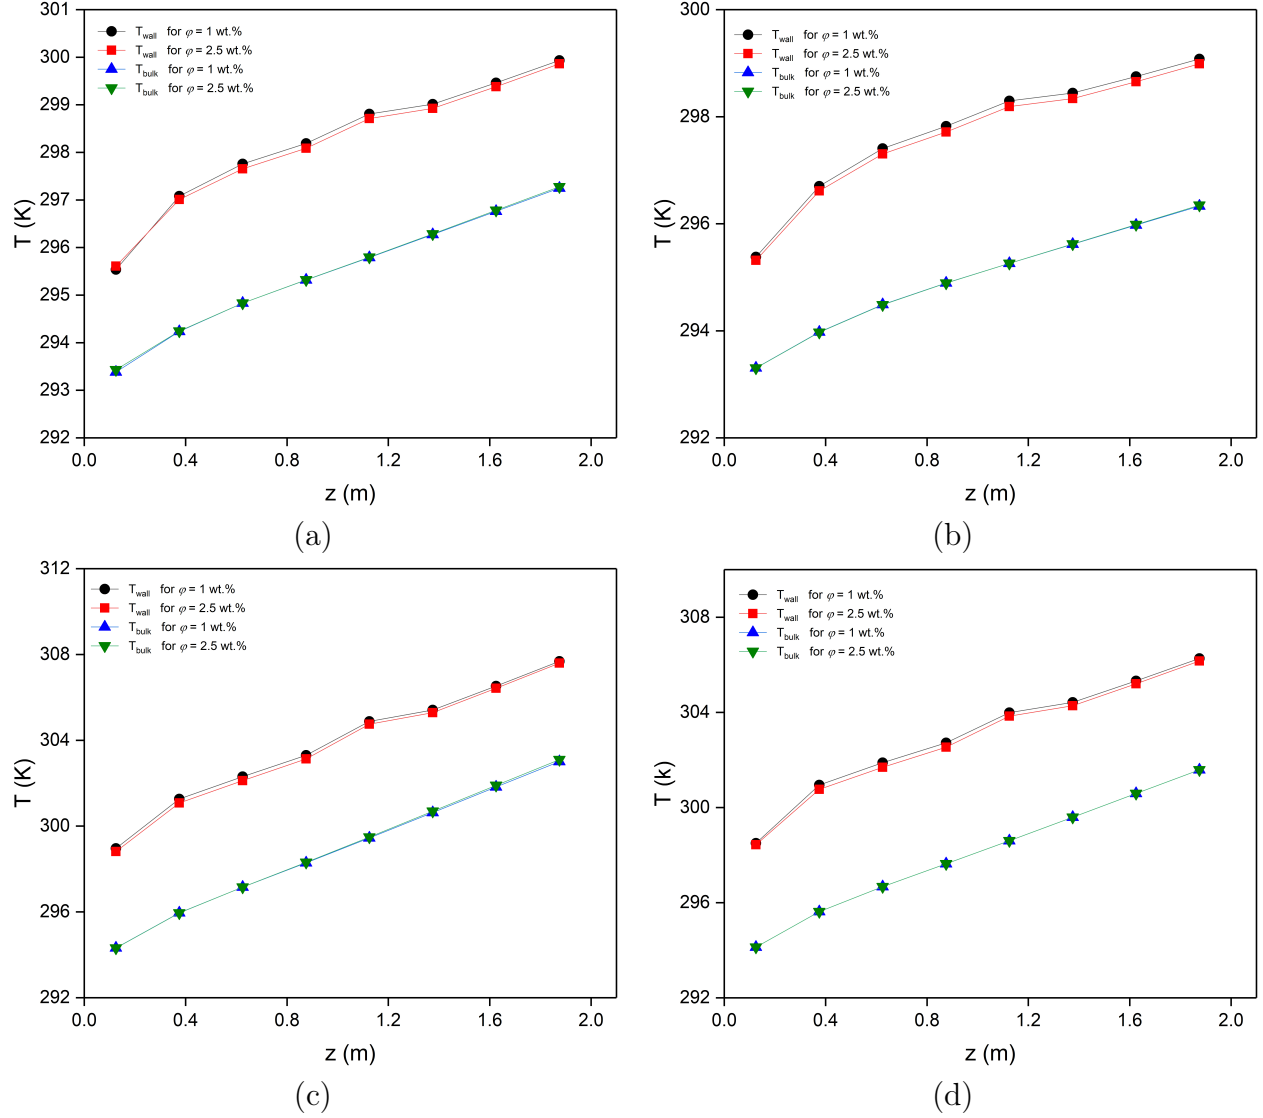 301
300
299
298
297
296
295
294
293
292
0.0 0.4 0.8 1.2 1.6 2.0
T (K)
z (m)
T_wall for φ = 1 wt.%
T_wall for φ = 2.5 wt.%
T_bulk for φ = 1 wt.%
T_bulk for φ = 2.5 wt.%
(a)
300
298
296
294
292
0.0 0.4 0.8 1.2 1.6 2.0
T (K)
z (m)
T_wall for φ = 1 wt.%
T_wall for φ = 2.5 wt.%
T_bulk for φ = 1 wt.%
T_bulk for φ = 2.5 wt.%
(b)
312
308
304
300
296
292
0.0 0.4 0.8 1.2 1.6 2.0
T (K)
z (m)
T_wall for φ = 1 wt.%
T_wall for φ = 2.5 wt.%
T_bulk for φ = 1 wt.%
T_bulk for φ = 2.5 wt.%
(c)
308
304
300
296
292
0.0 0.4 0.8 1.2 1.6 2.0
T (k)
z (m)
T_wall for φ = 1 wt.%
T_wall for φ = 2.5 wt.%
T_bulk for φ = 1 wt.%
T_bulk for φ = 2.5 wt.%
(d)